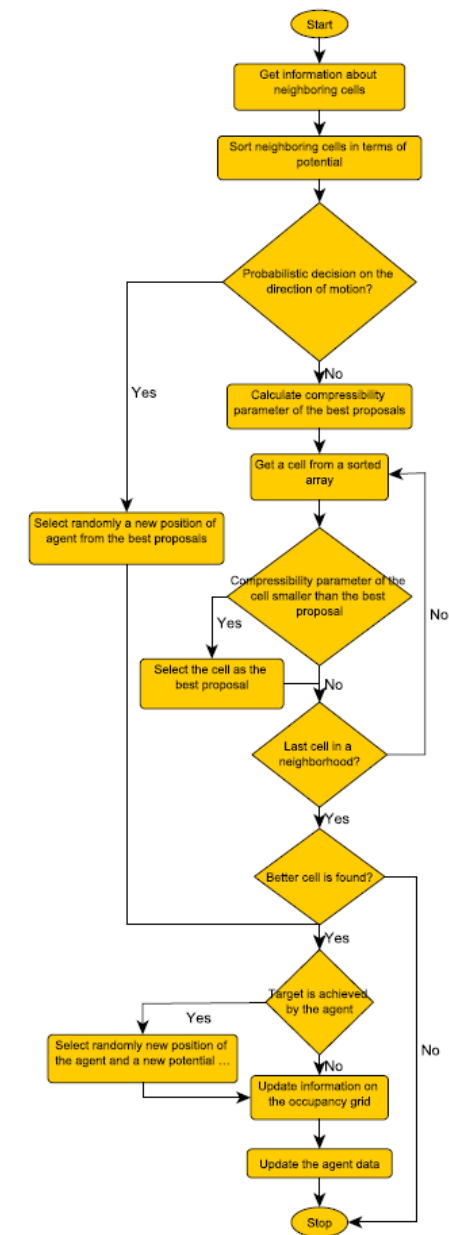 Start
Get information about
neighboring cells
Sort neighboring cells in terms of
potential
Probabilistic decision on the
direction of motion?
No
Yes
Calculate compressibility
parameter of the best proposals
Get a cell from a sorted
array
Select randomly a new position of
agent from the best proposals
Compressibility parameter of the
cell smaller than the best
proposal
No
Yes
Select the cell as the
best proposal
No
Last cell in a
neighborhood?
Yes
Better cell is found?
Yes
Target is achieved
by the agent
Yes
Select randomly new position of
the agent and a new potential ...
No
No
Update information on
the occupancy grid
Update the agent data
Stop